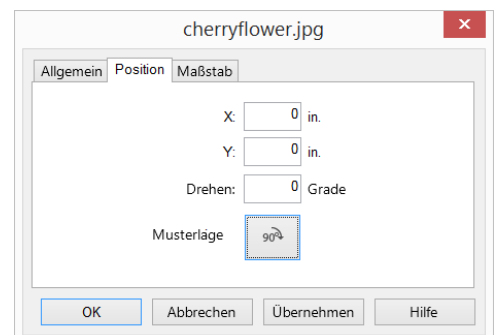 cherryflower.jpg
Allgemein Position Maßstab
X: 0 in.
Y: 0 in.
Drehen: 0 Grade
Musterlage 90
OK Abbrechen Übernehmen Hilfe